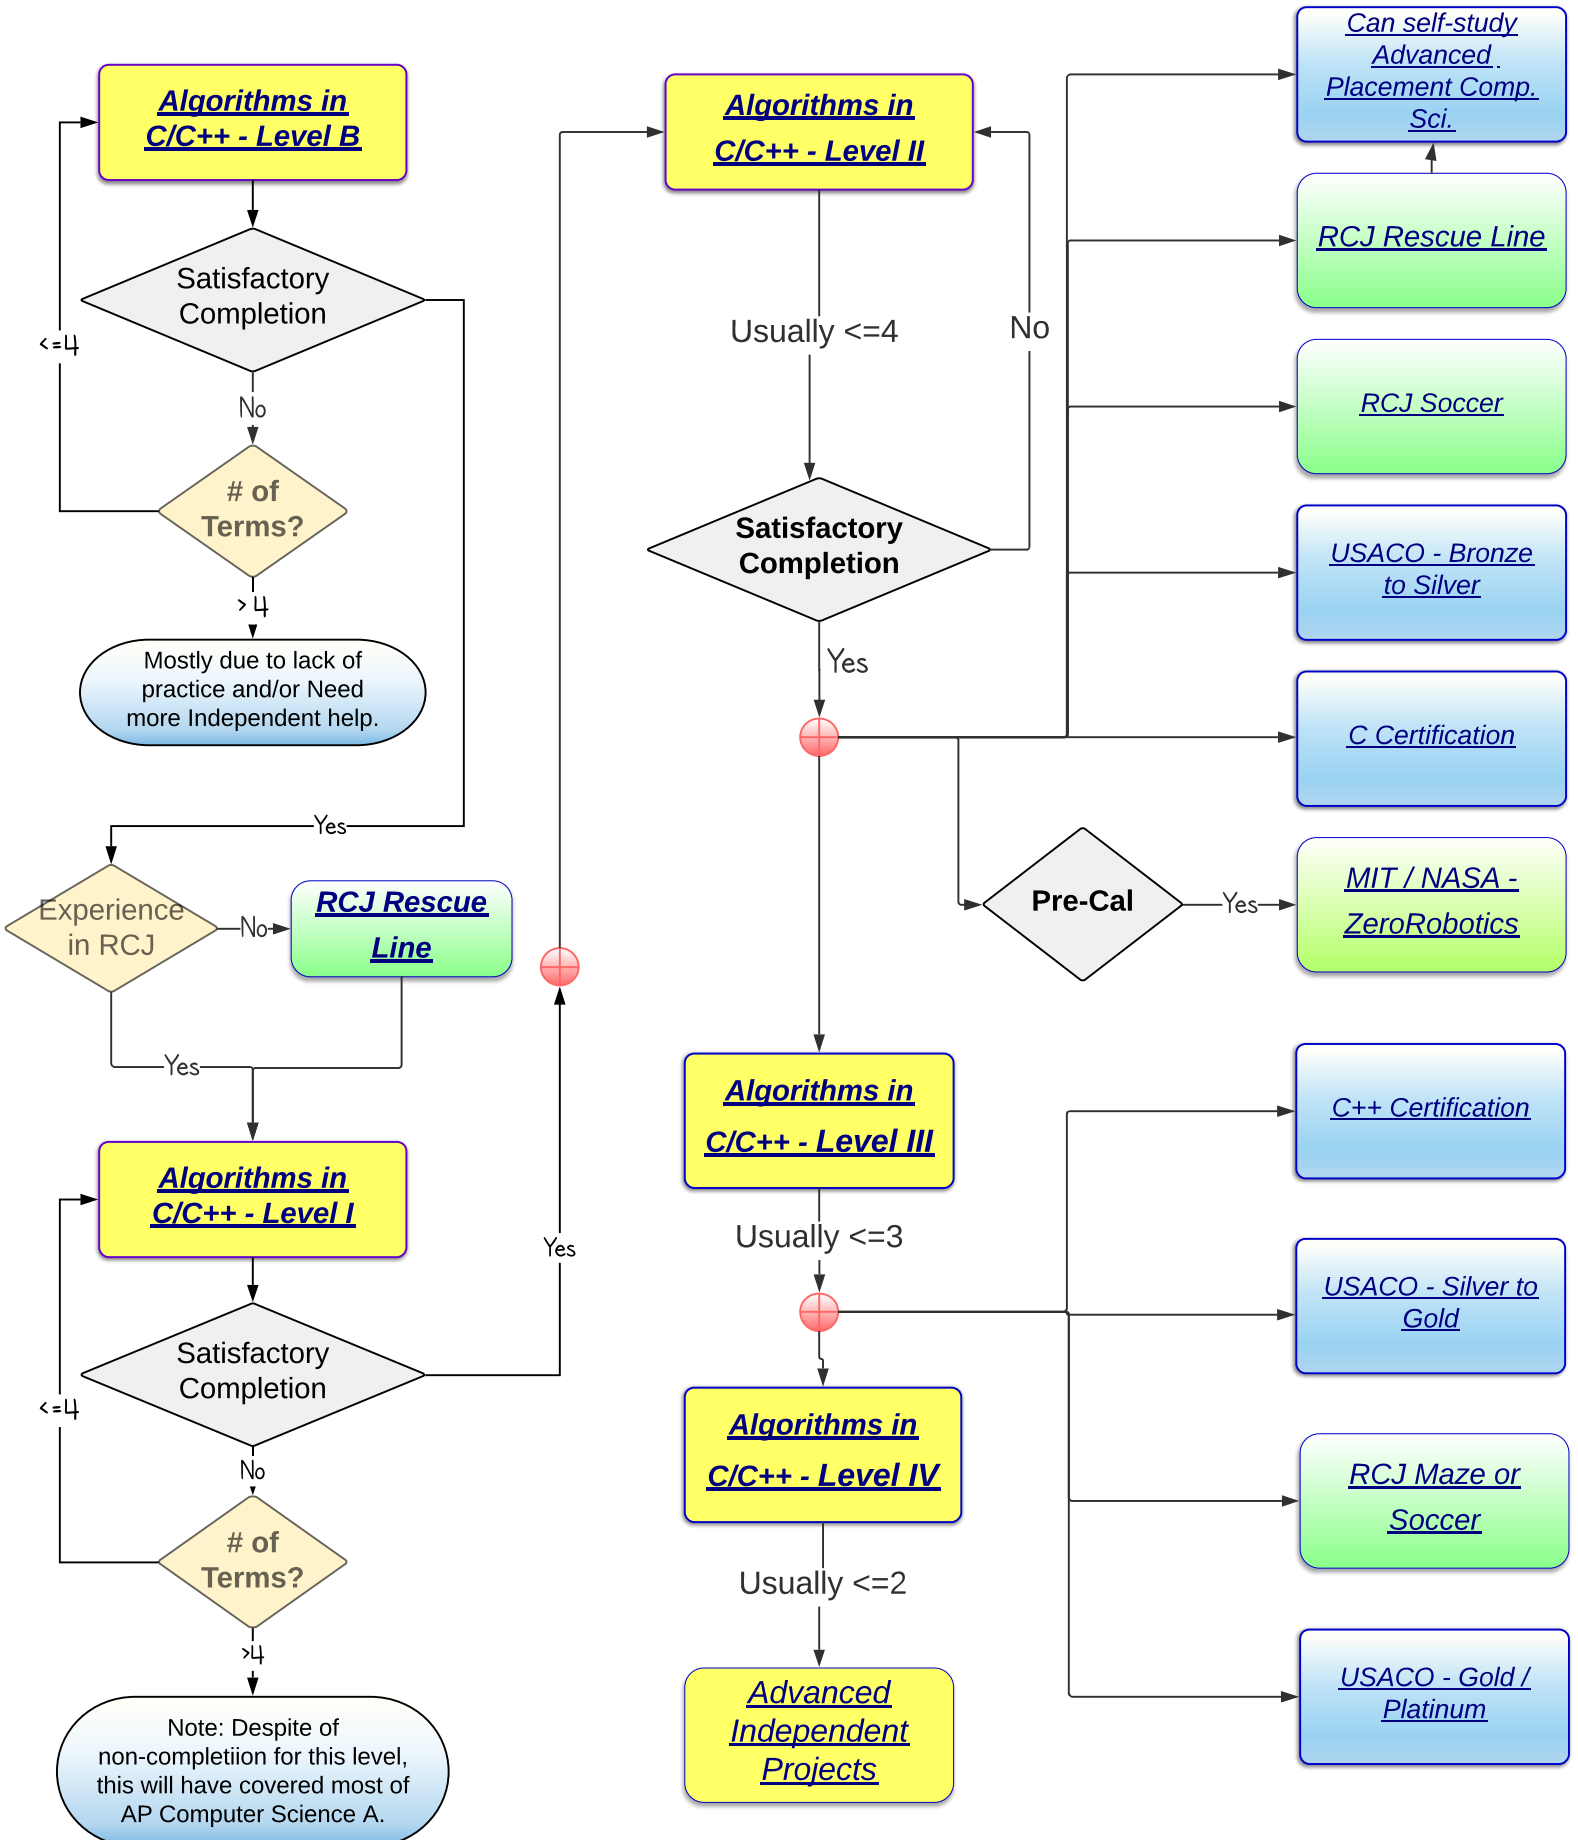 Algorithms in
C/C++ - Level B
Satisfactory
Completion
<=4
No
# of
Terms?
> 4
Mostly due to lack of
practice and/or Need
more Independent help.
Yes
Experience
in RCJ
No
RCJ Rescue
Line
Yes
Algorithms in
C/C++ - Level I
Satisfactory
Completion
<=4
No
# of
Terms?
>4
Note: Despite of
non-completiion for this level,
this will have covered most of
AP Computer Science A.
Yes
Algorithms in
C/C++ - Level II
Usually <=4
No
Satisfactory
Completion
Yes
Pre-Cal
Yes
Algorithms in
C/C++ - Level III
Usually <=3
Algorithms in
C/C++ - Level IV
Usually <=2
Advanced
Independent
Projects
Can self-study
Advanced
Placement Comp.
Sci.
RCJ Rescue Line
RCJ Soccer
USACO - Bronze
to Silver
C Certification
MIT / NASA -
ZeroRobotics
C++ Certification
USACO - Silver to
Gold
RCJ Maze or
Soccer
USACO - Gold /
Platinum